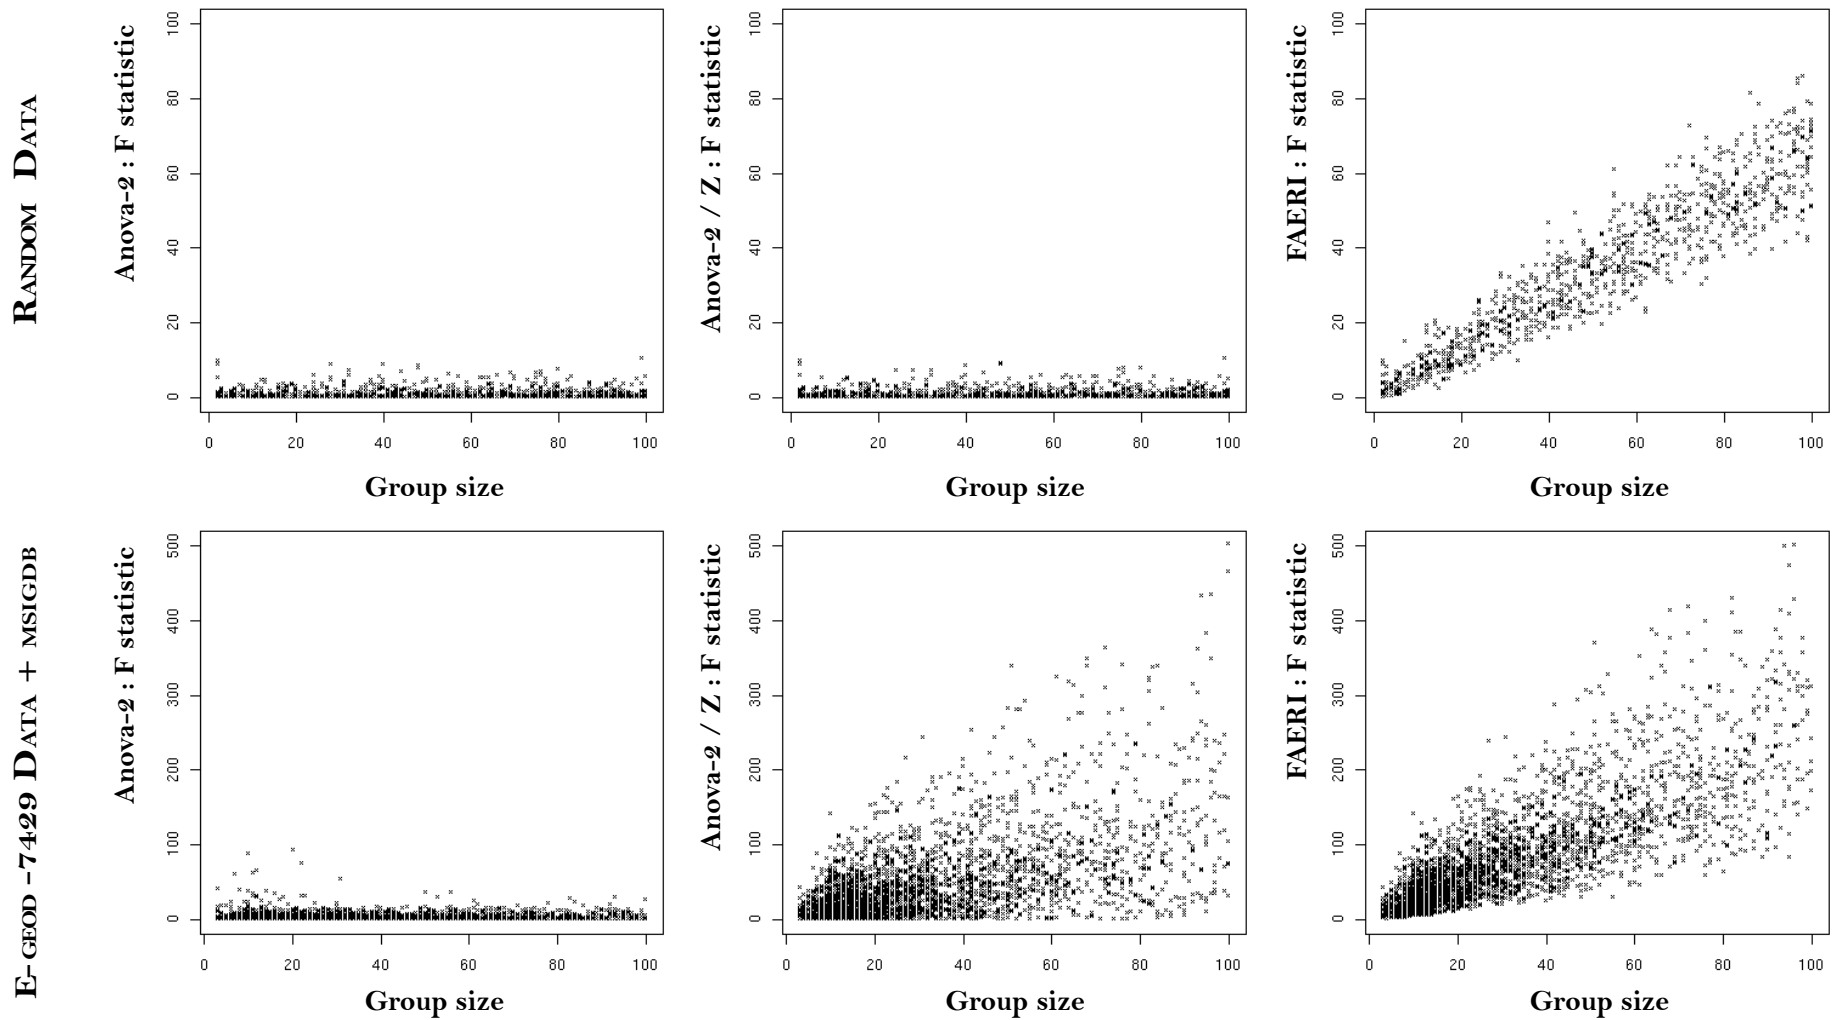 RANDOM DATA
Anova-2 : F statistic
100
80
60
40
20
0
0 20 40 60 80 100
Group size
Anova-2 / Z : F statistic
100
80
60
40
20
0
0 20 40 60 80 100
Group size
FAERI : F statistic
100
80
60
40
20
0
0 20 40 60 80 100
Group size
E-GEOD -7429 DATA + MSIGDB
Anova-2 : F statistic
500
400
300
200
100
0
0 20 40 60 80 100
Group size
Anova-2 / Z : F statistic
500
400
300
200
100
0
0 20 40 60 80 100
Group size
FAERI : F statistic
500
400
300
200
100
0
0 20 40 60 80 100
Group size